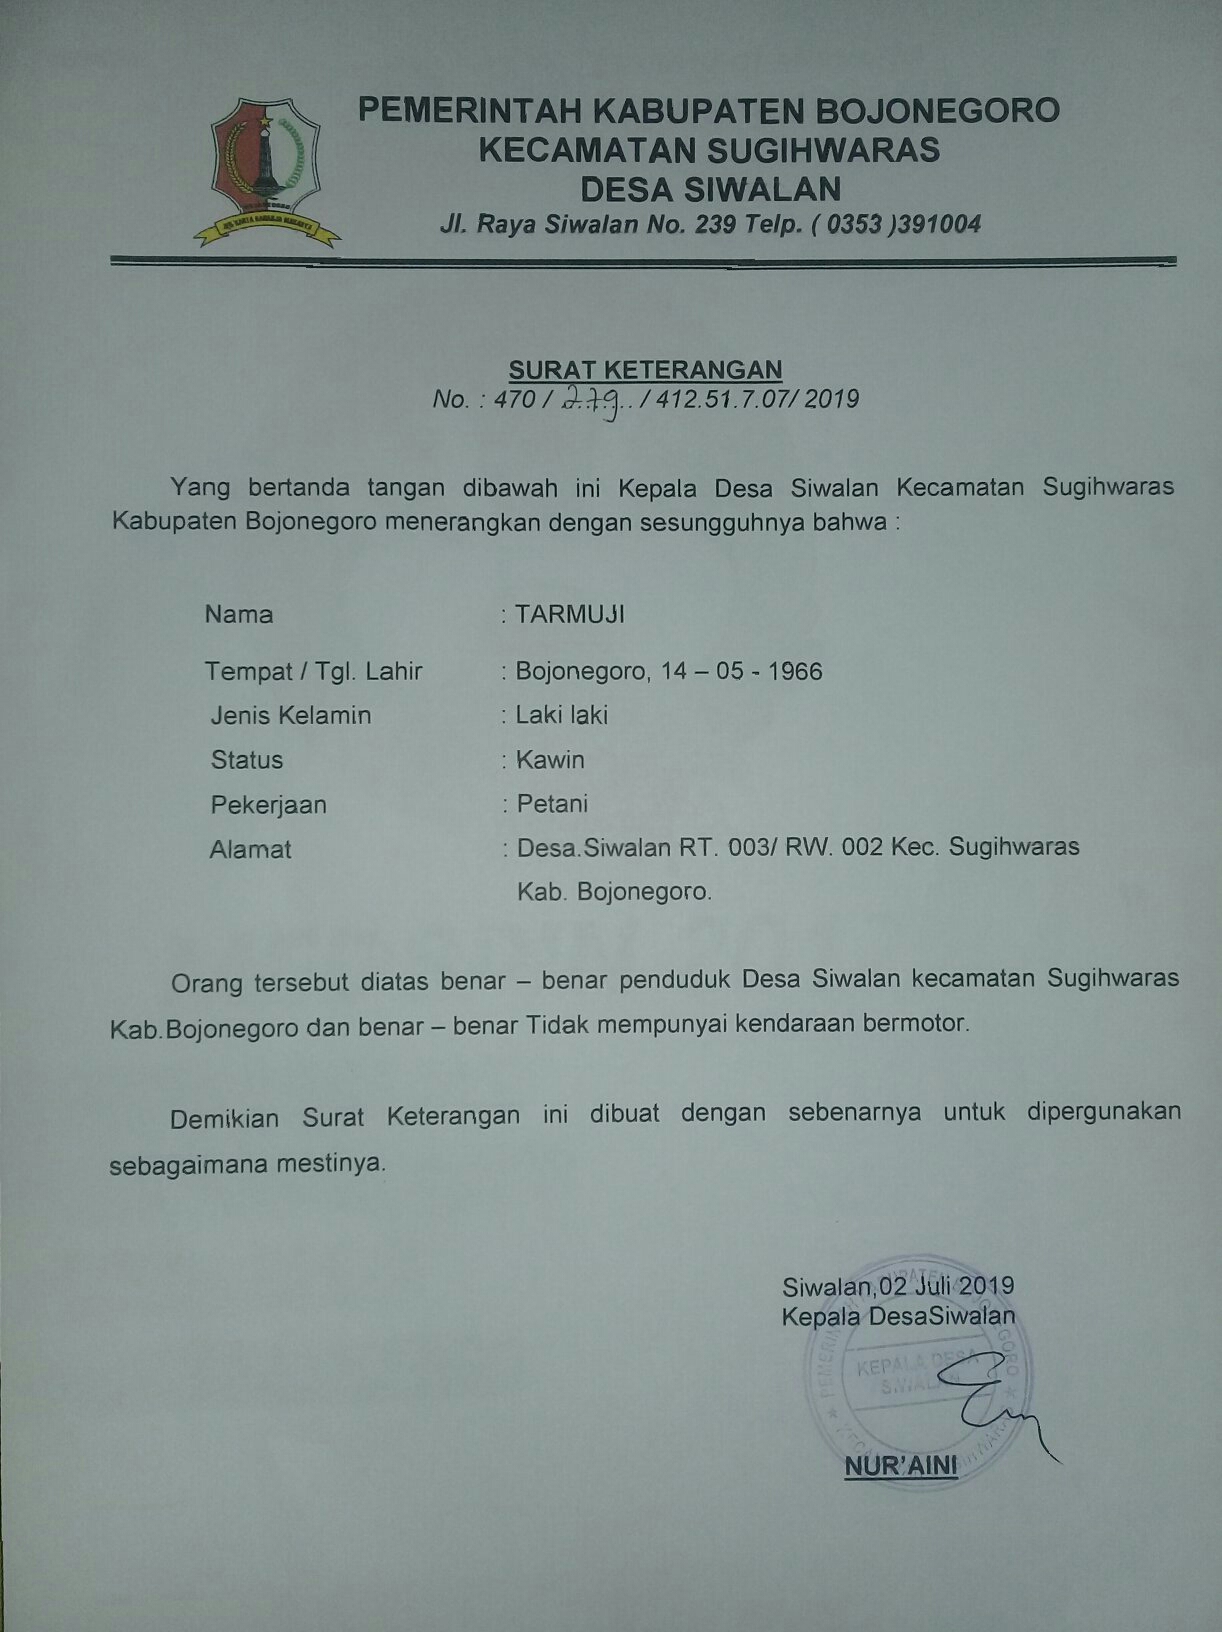 PEMERINTAH KABUPATEN BOJONEGORO
KECAMATAN SUGIHWARAS
DESA SIWALAN
Jl. Raya Siwalan No. 239 Telp. ( 0353 )391004
SURAT KETERANGAN
No. : 470 / 279 / 412.51.7.07/ 2019
Yang bertanda tangan dibawah ini Kepala Desa Siwalan Kecamatan Sugihwaras
Kabupaten Bojonegoro menerangkan dengan sesungguhnya bahwa :
Nama : TARMUJI
Tempat / Tgl. Lahir : Bojonegoro, 14 – 05 - 1966
Jenis Kelamin : Laki laki
Status : Kawin
Pekerjaan : Petani
Alamat : Desa.Siwalan RT. 003/ RW. 002 Kec. Sugihwaras
Kab. Bojonegoro.
Orang tersebut diatas benar – benar penduduk Desa Siwalan kecamatan Sugihwaras
Kab.Bojonegoro dan benar – benar Tidak mempunyai kendaraan bermotor.
Demikian Surat Keterangan ini dibuat dengan sebenarnya untuk dipergunakan
sebagaimana mestinya.
Siwalan,02 Juli 2019
Kepala DesaSiwalan
KEPALA DESA
SIWALAN
NUR'AINI